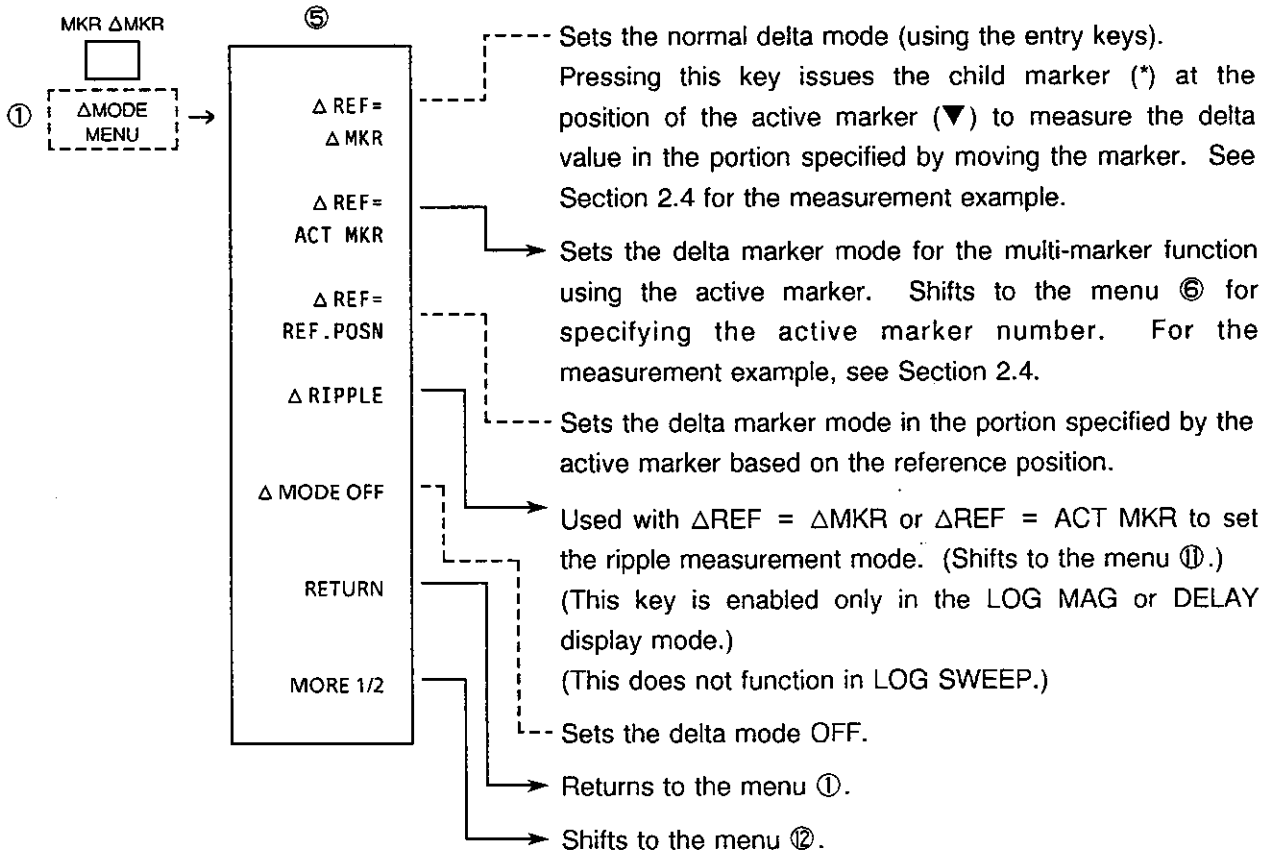 MKR ΔMKR
① ΔMODE
MENU
⑤
Δ REF=
Δ MKR
Δ REF=
ACT MKR
Δ REF=
REF.POSN
Δ RIPPLE
Δ MODE OFF
RETURN
MORE 1/2
Sets the normal delta mode (using the entry keys).
Pressing this key issues the child marker (*) at the
position of the active marker (▼) to measure the delta
value in the portion specified by moving the marker. See
Section 2.4 for the measurement example.
Sets the delta marker mode for the multi-marker function
using the active marker. Shifts to the menu ⑥ for
specifying the active marker number. For the
measurement example, see Section 2.4.
Sets the delta marker mode in the portion specified by the
active marker based on the reference position.
Used with ΔREF = ΔMKR or ΔREF = ACT MKR to set
the ripple measurement mode. (Shifts to the menu ⑪.)
(This key is enabled only in the LOG MAG or DELAY
display mode.)
(This does not function in LOG SWEEP.)
Sets the delta mode OFF.
Returns to the menu ①.
Shifts to the menu ⑫.